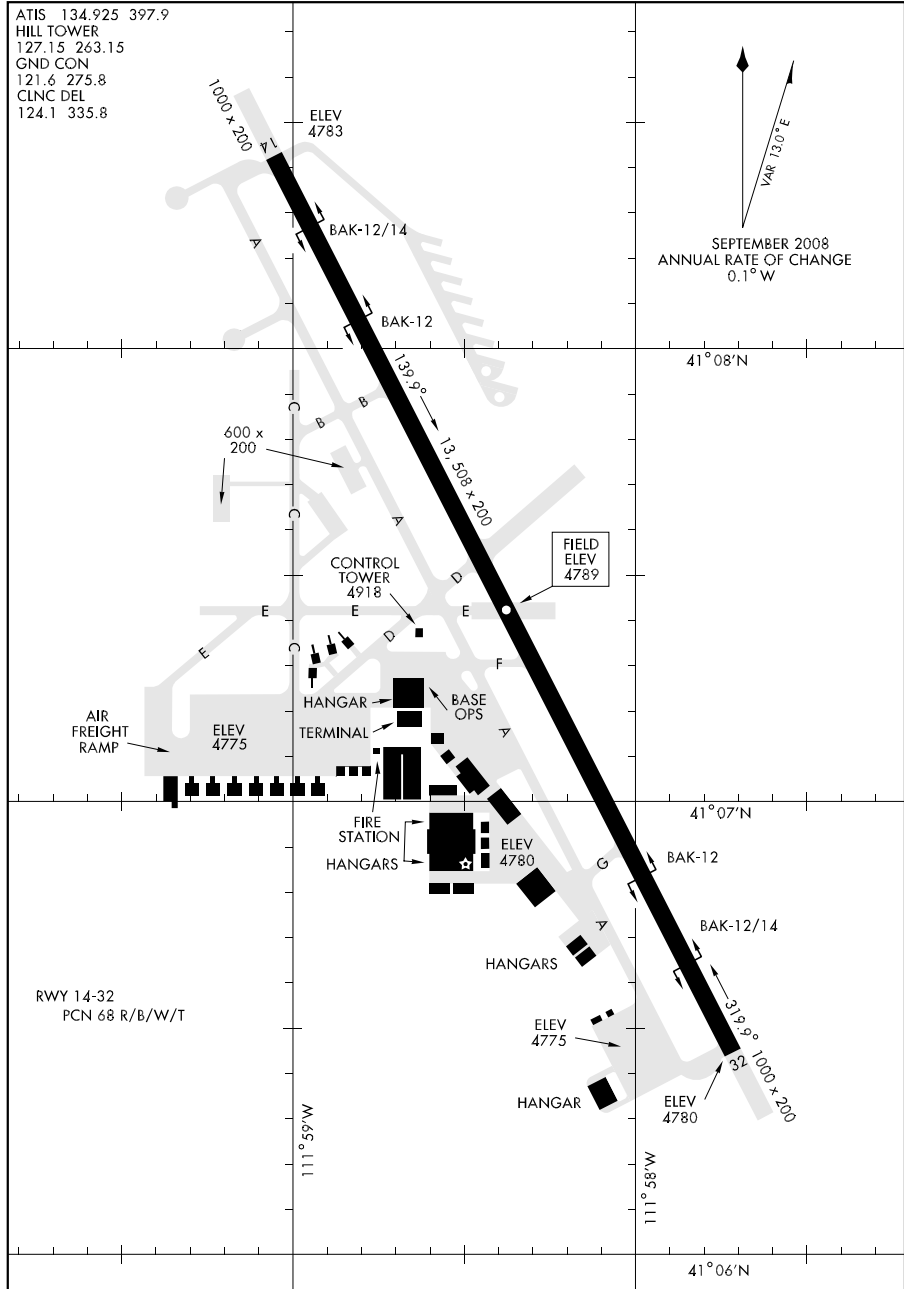 ATIS 134.925 397.9
HILL TOWER
127.15 263.15
GND CON
121.6 275.8
CLNC DEL
124.1 335.8
1000 x 200
14
ELEV
4783
VAR 13.0° E
SEPTEMBER 2008
ANNUAL RATE OF CHANGE
0.1° W
A
BAK-12/14
BAK-12
41° 08'N
139.9°
C
B
B
13, 508 x 200
600 x
200
C
A
CONTROL
TOWER
4918
D
FIELD
ELEV
4789
E
E
E
E
C
D
F
HANGAR
BASE
OPS
TERMINAL
A
AIR
FREIGHT
RAMP
ELEV
4775
41° 07'N
FIRE
STATION
HANGARS
ELEV
4780
G
BAK-12
A
BAK-12/14
HANGARS
RWY 14-32
PCN 68 R/B/W/T
319.9°
1000 x 200
ELEV
4775
32
ELEV
4780
HANGAR
111° 59'W
111° 58'W
41° 06'N